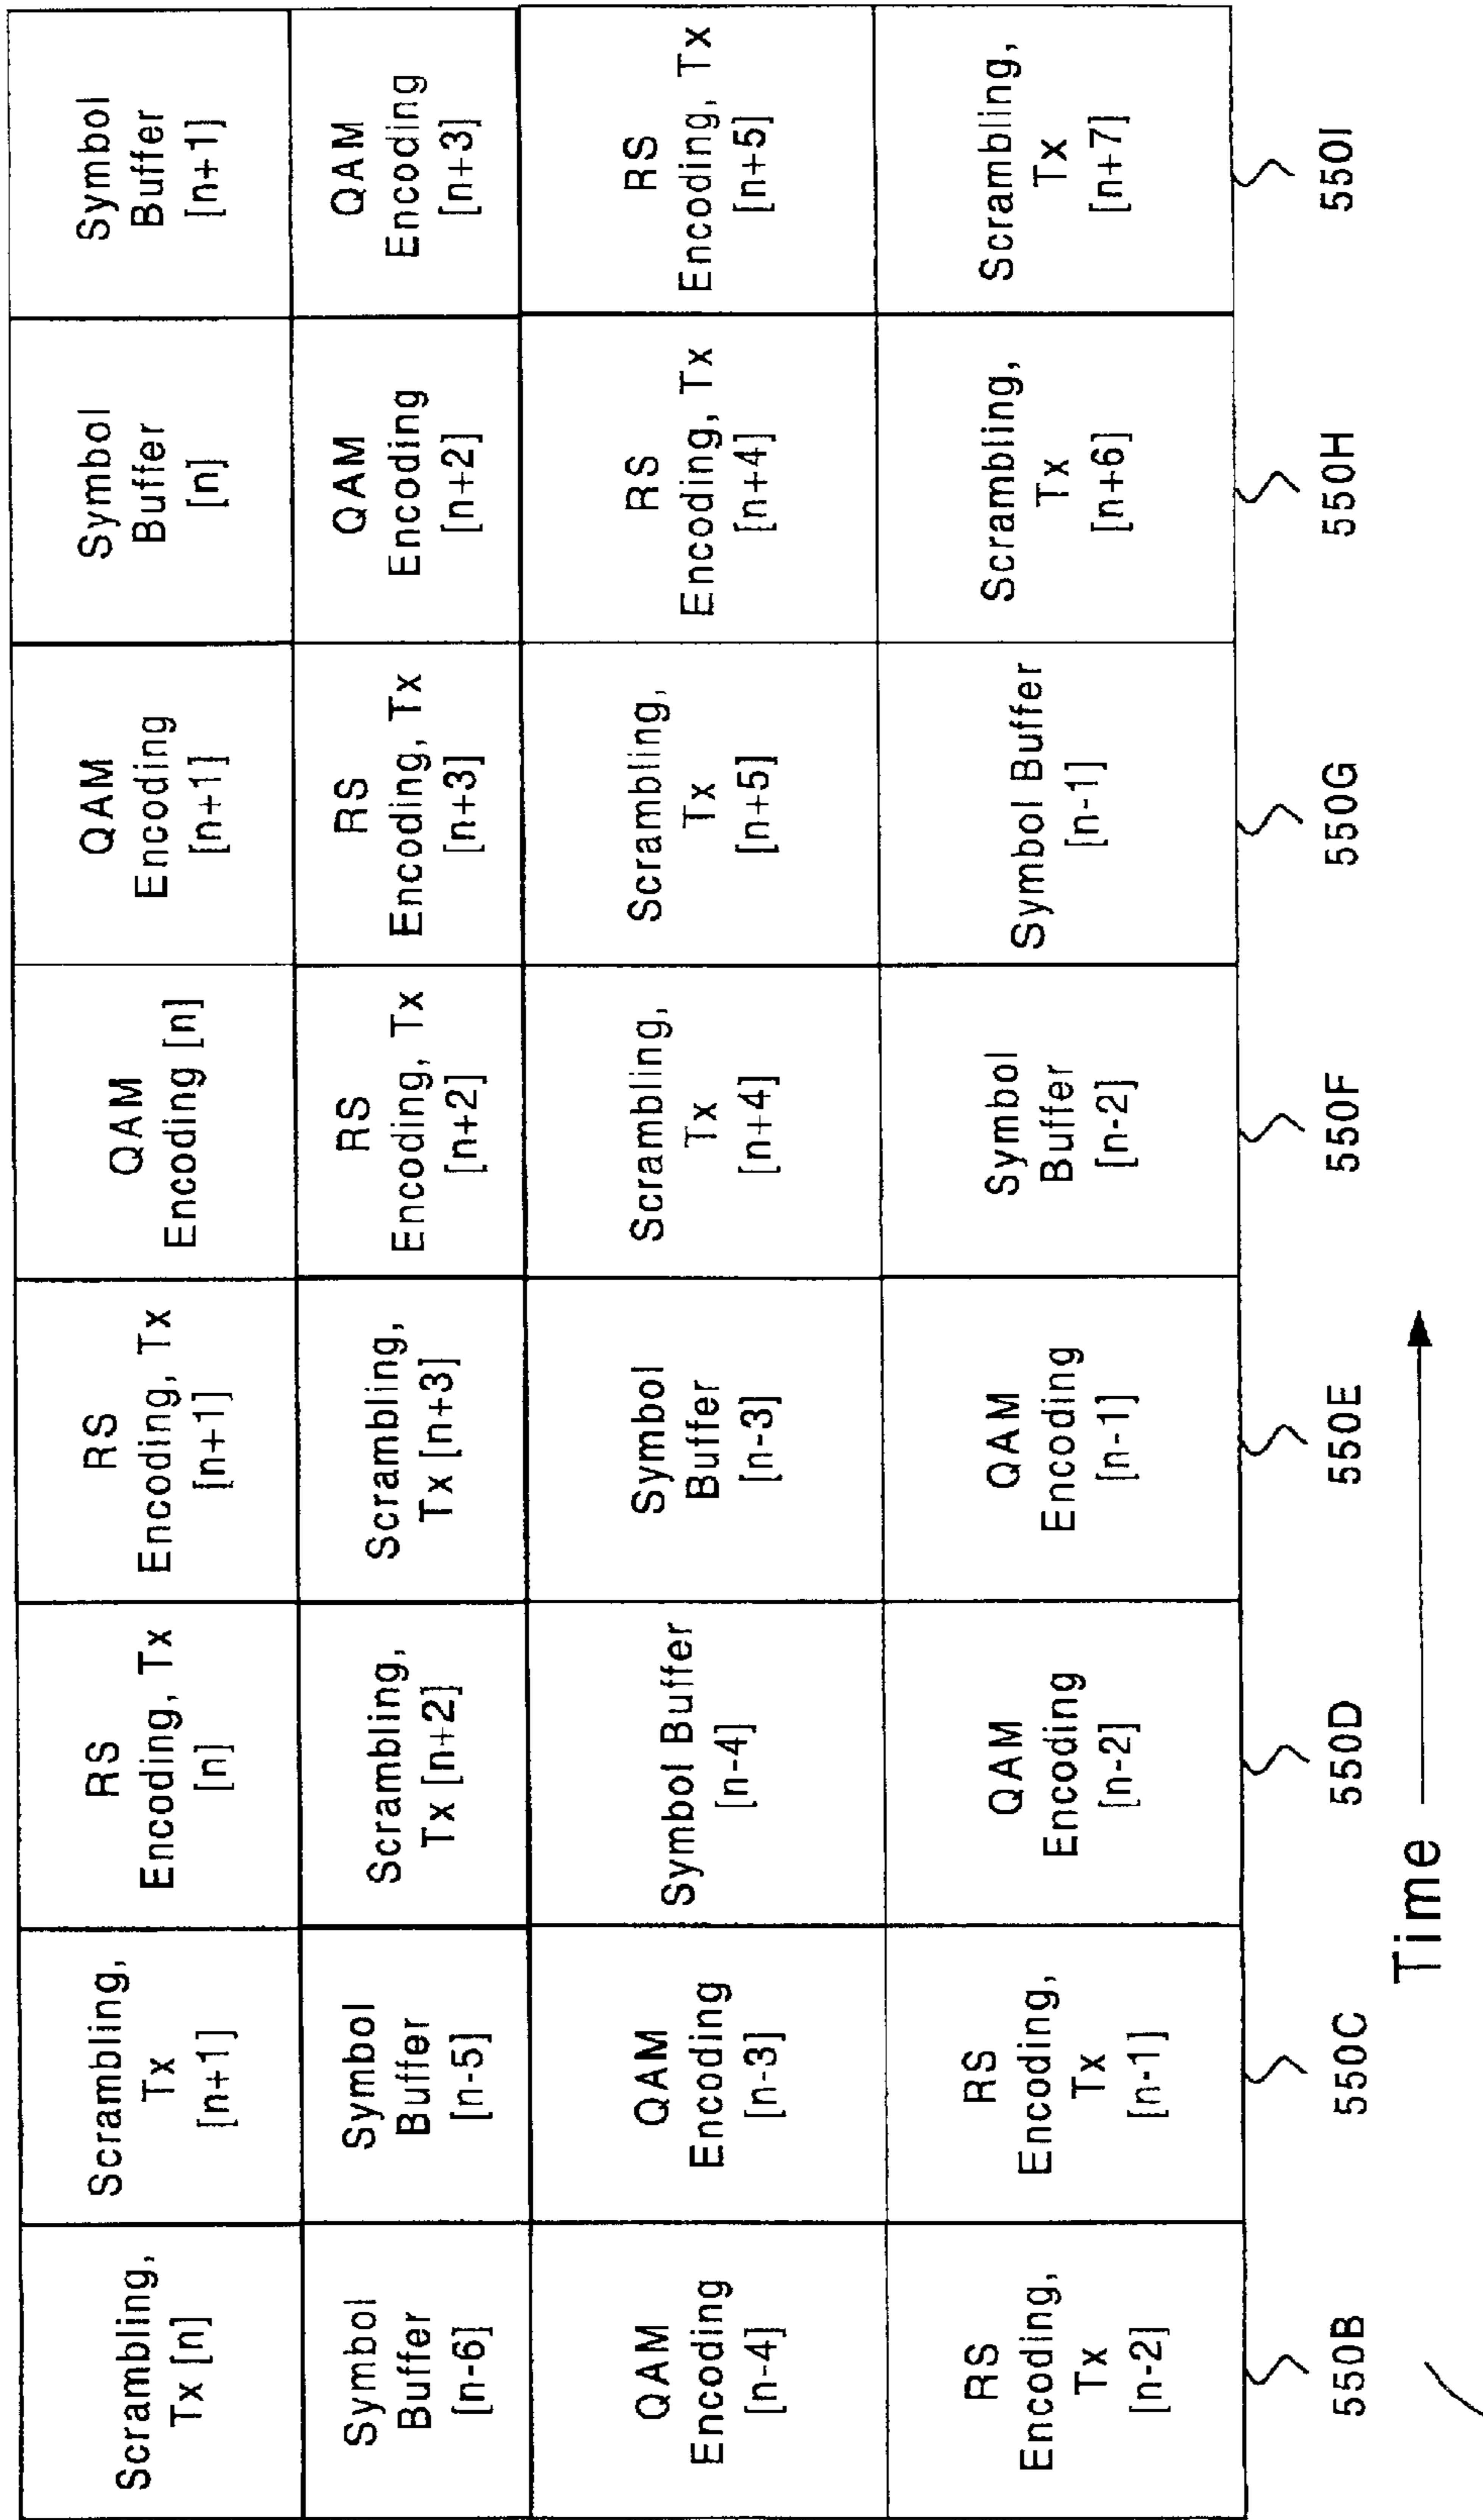 Scrambling,
Tx [n]
Scrambling,
Tx
[n+1]
RS
Encoding, Tx
[n]
RS
Encoding, Tx
[n+1]
QAM
Encoding [n]
QAM
Encoding
[n+1]
Symbol
Buffer
[n]
Symbol
Buffer
[n+1]
Symbol
Buffer
[n-6]
Symbol
Buffer
[n-5]
Scrambling,
Tx [n+2]
Scrambling,
Tx [n+3]
RS
Encoding, Tx
[n+2]
RS
Encoding, Tx
[n+3]
QAM
Encoding
[n+2]
QAM
Encoding
[n+3]
QAM
Encoding
[n-4]
QAM
Encoding
[n-3]
Symbol Buffer
[n-4]
Symbol
Buffer
[n-3]
Scrambling,
Tx
[n+4]
Scrambling,
Tx
[n+5]
RS
Encoding, Tx
[n+4]
RS
Encoding, Tx
[n+5]
RS
Encoding,
Tx
[n-2]
RS
Encoding,
Tx
[n-1]
QAM
Encoding
[n-2]
QAM
Encoding
[n-1]
Symbol
Buffer
[n-2]
Symbol Buffer
[n-1]
Scrambling,
Tx
[n+6]
Scrambling,
Tx
[n+7]
550B
550C
550D
550E
550F
550G
550H
550I
Time